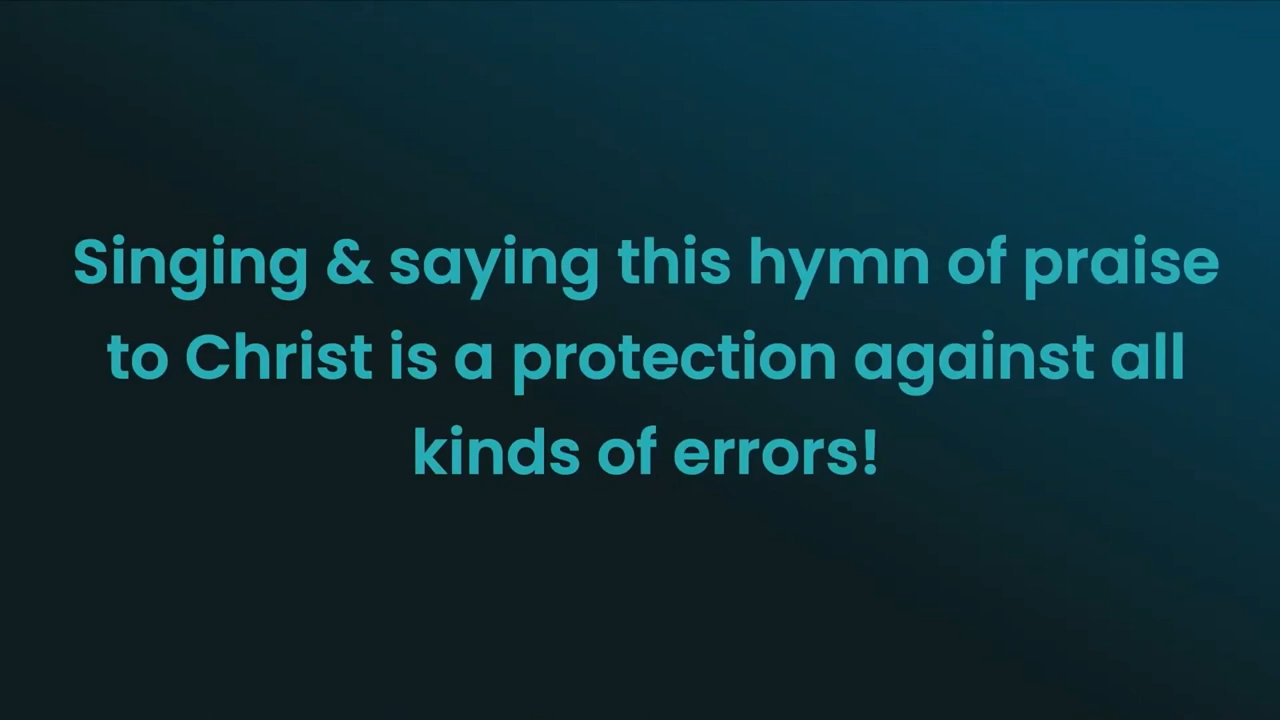 Singing & saying this hymn of praise
to Christ is a protection against all
kinds of errors!